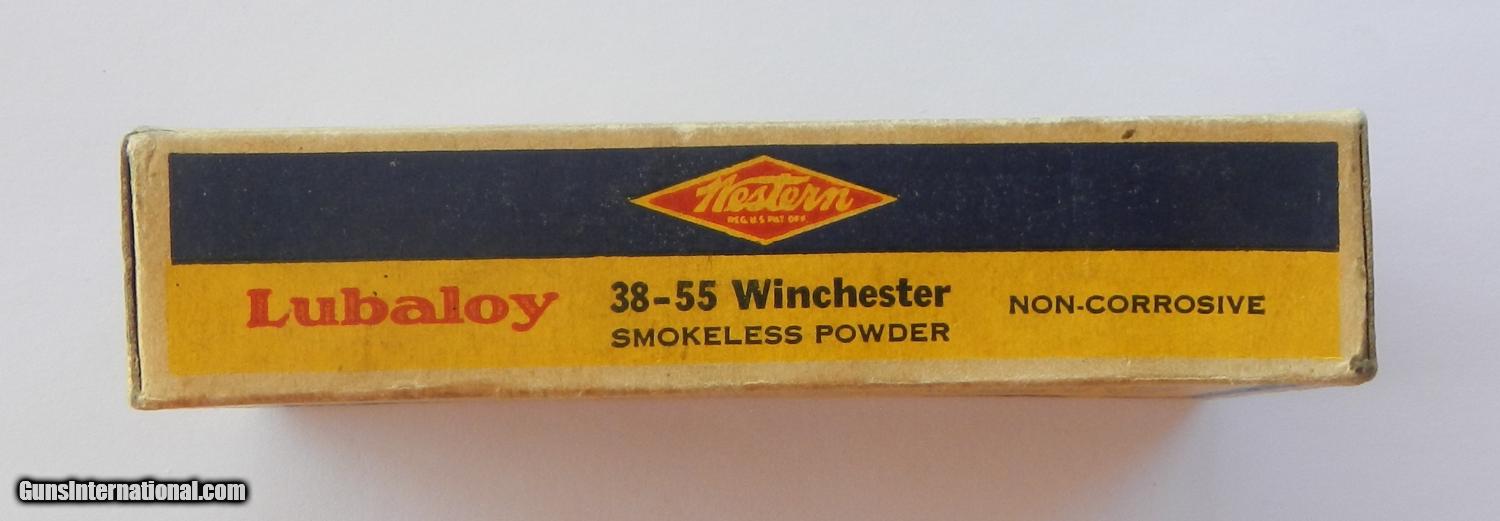 Western
REG. U.S. PAT. OFF.
Lubaloy
38-55 Winchester
SMOKELESS POWDER
NON-CORROSIVE
GunsInternational.com